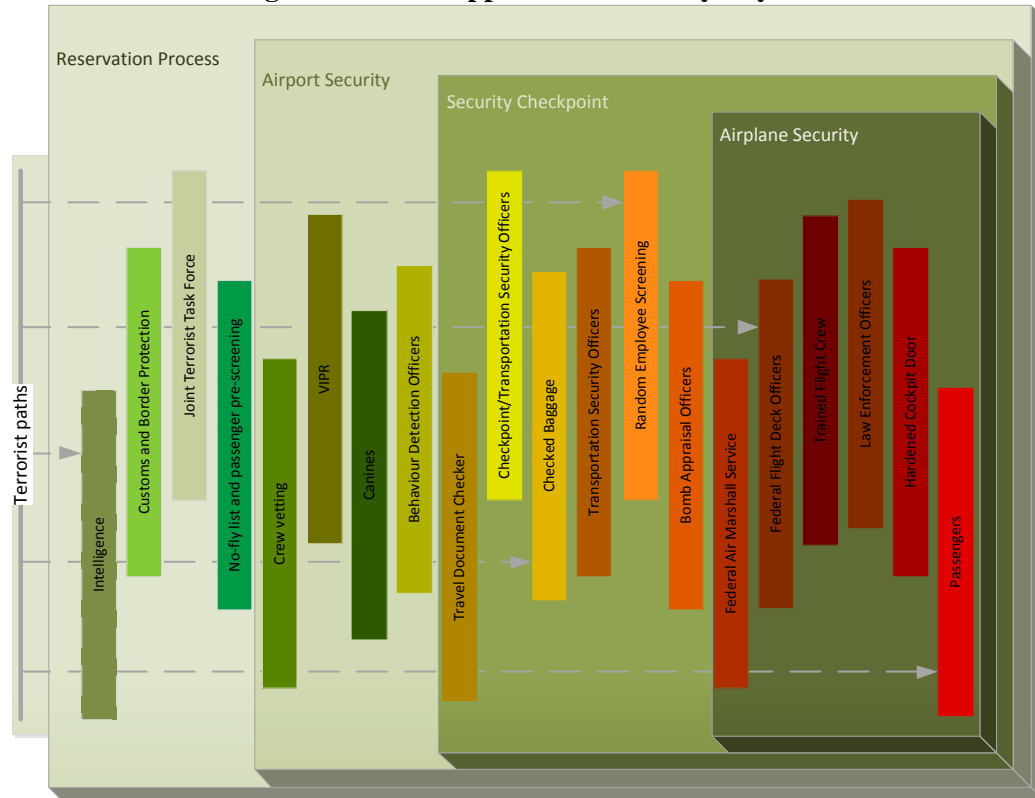 Reservation Process
Airport Security
Security Checkpoint
Airplane Security
Terrorist paths
Intelligence
Customs and Border Protection
Joint Terrorist Task Force
No-fly list and passenger pre-screening
Crew vetting
VIPR
Canines
Behaviour Detection Officers
Travel Document Checker
Checkpoint/Transportation Security Officers
Checked Baggage
Transportation Security Officers
Random Employee Screening
Bomb Appraisal Officers
Federal Air Marshall Service
Federal Flight Deck Officers
Trained Flight Crew
Law Enforcement Officers
Hardened Cockpit Door
Passengers